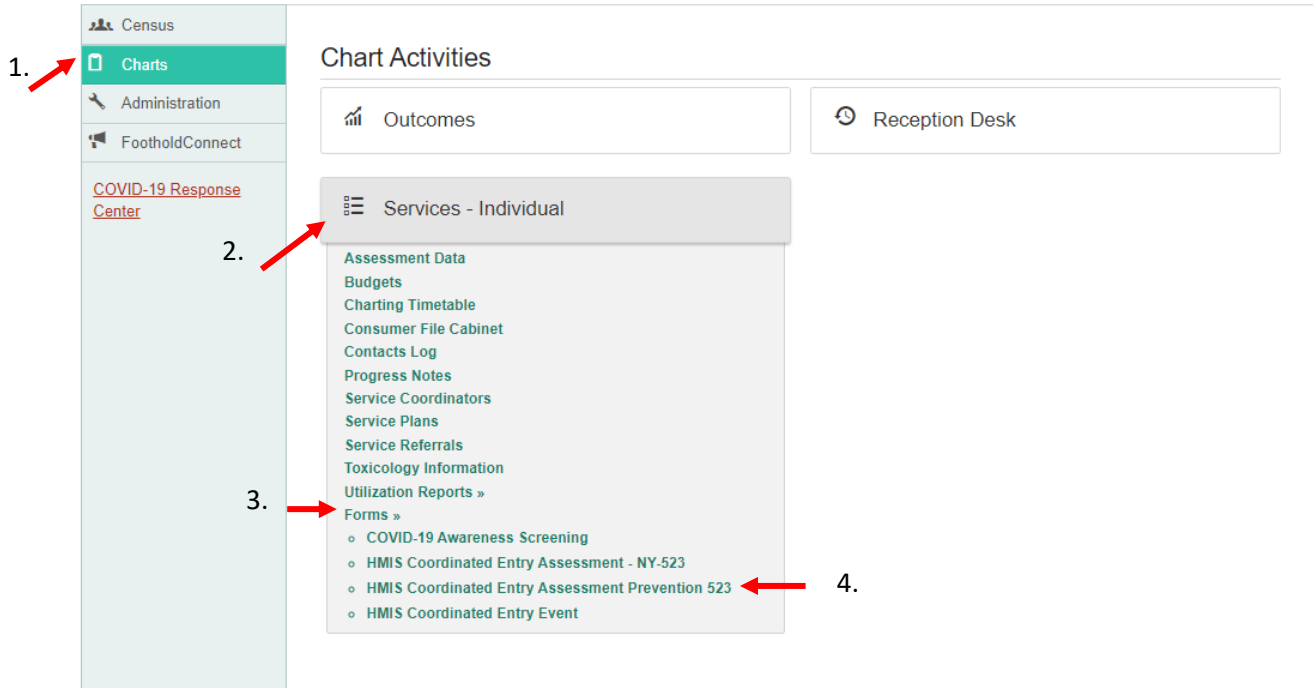 Census
1.
Charts
Administration
FootholdConnect
COVID-19 Response
Center
Chart Activities
Outcomes
Reception Desk
2.
Services - Individual
Assessment Data
Budgets
Charting Timetable
Consumer File Cabinet
Contacts Log
Progress Notes
Service Coordinators
Service Plans
Service Referrals
Toxicology Information
Utilization Reports »
3.
Forms »
COVID-19 Awareness Screening
HMIS Coordinated Entry Assessment - NY-523
HMIS Coordinated Entry Assessment Prevention 523
4.
HMIS Coordinated Entry Event